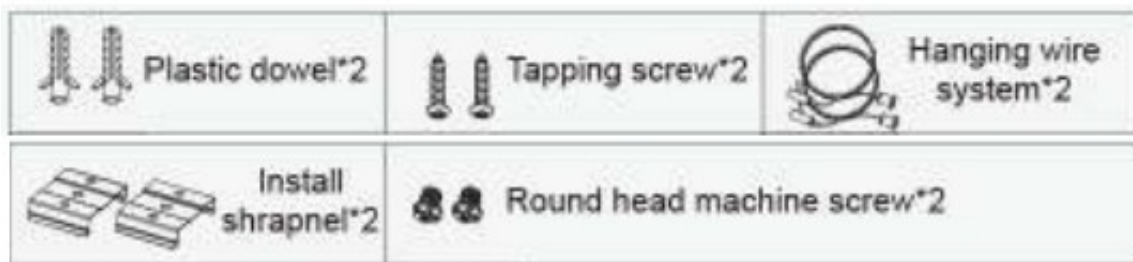 Plastic dowel*2
Tapping screw*2
Hanging wire
system*2
Install
shrapnel*2
Round head machine screw*2